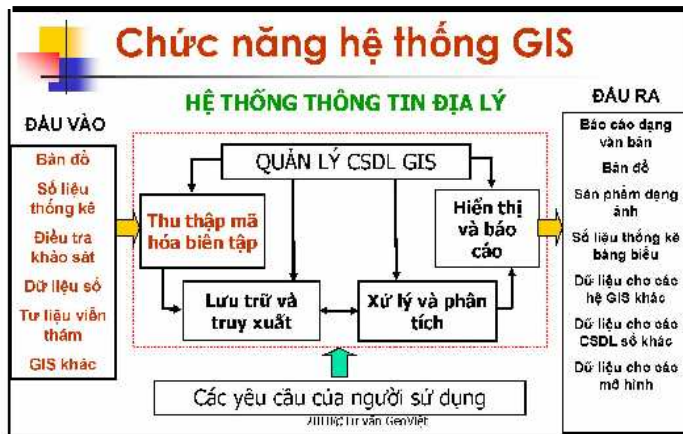 Chức năng hệ thống GIS
HỆ THỐNG THÔNG TIN ĐỊA LÝ
ĐẦU VÀO
Bản đồ
Số liệu
thống kê
Điều tra
khảo sát
Dữ liệu số
Tư liệu viễn
thám
GIS khác
QUẢN LÝ CSDL GIS
Thu thập mã
hóa biên tập
Lưu trữ và
truy xuất
Xử lý và phân
tích
Hiển thị
và báo
cáo
Các yêu cầu của người sử dụng
Tư vấn GeoViệt
ĐẦU RA
Báo cáo dạng
văn bản
Bản đồ
Sản phẩm dạng
ảnh
Số liệu thống kê
bảng biểu
Dữ liệu cho các
hệ GIS khác
Dữ liệu cho các
CSDL số khác
Dữ liệu cho các
mô hình